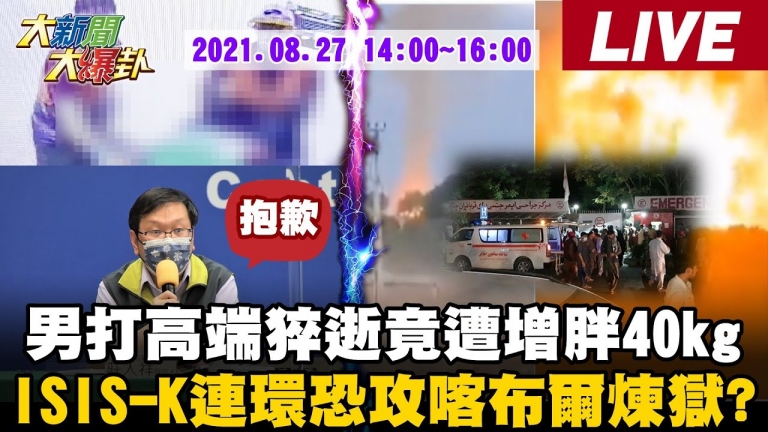 大新聞
大爆卦
2021.08.27 14:00~16:00
LIVE
抱歉
EMERGEN
男打高端猝逝竟遭增胖40kg
ISIS-K連環恐攻喀布爾煉獄?